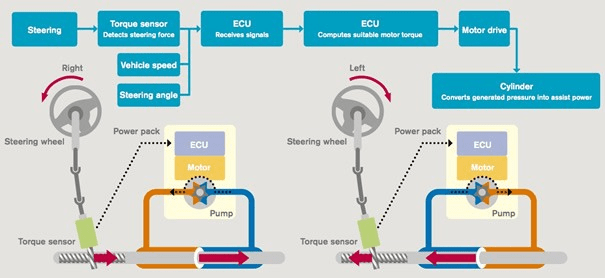 Steering
Torque sensor
Detects steering force
ECU
Receives signals
ECU
Computes suitable motor torque
Motor drive
Vehicle speed
Steering angle
Cylinder
Converts generated pressure into assist power
Right
Steering wheel
Power pack
ECU
Motor
Pump
Torque sensor
Left
Steering wheel
Power pack
ECU
Motor
Pump
Torque sensor